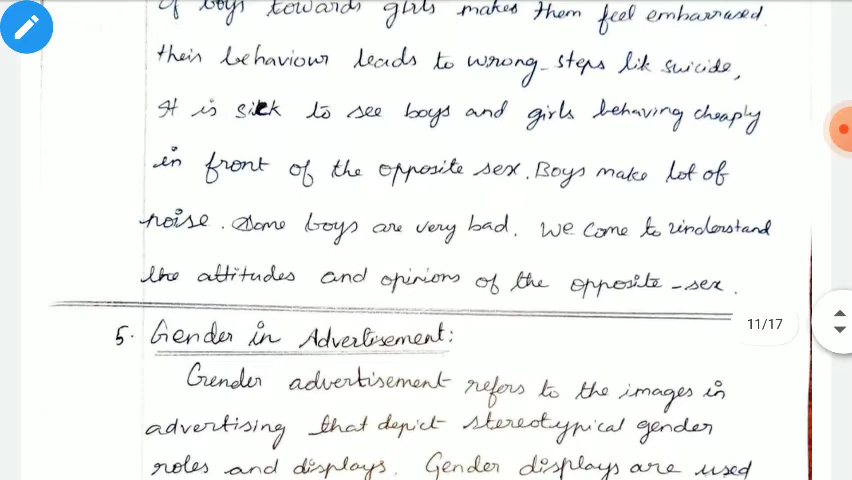 of boys towards girls makes them feel embarrased.
their behaviour leads to wrong-steps lik suicide,
It is sick to see boys and girls behaving cheaply
in front of the opposite sex. Boys make lot of
noise. Some boys are very bad. We come to understand
the attitudes and opinions of the opposite-sex.
11/17
5. Gender in Advertisement:
Gender advertisement refers to the images in
advertising that depict stereotypical gender
roles and displays. Gender displays are used